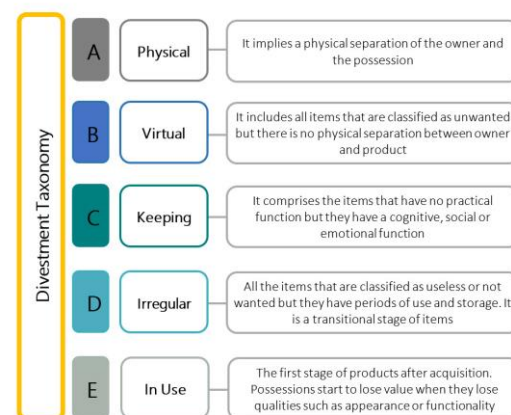 Divestment Taxonomy
A
Physical
It implies a physical separation of the owner and
the possession
B
Virtual
It includes all items that are classified as unwanted
but there is no physical separation between owner
and product
C
Keeping
It comprises the items that have no practical
function but they have a cognitive, social or
emotional function
D
Irregular
All the items that are classified as useless or not
wanted but they have periods of use and storage. It
is a transitional stage of items
E
In Use
The first stage of products after acquisition.
Possessions start to lose value when they lose
qualities such as appearance or functionality